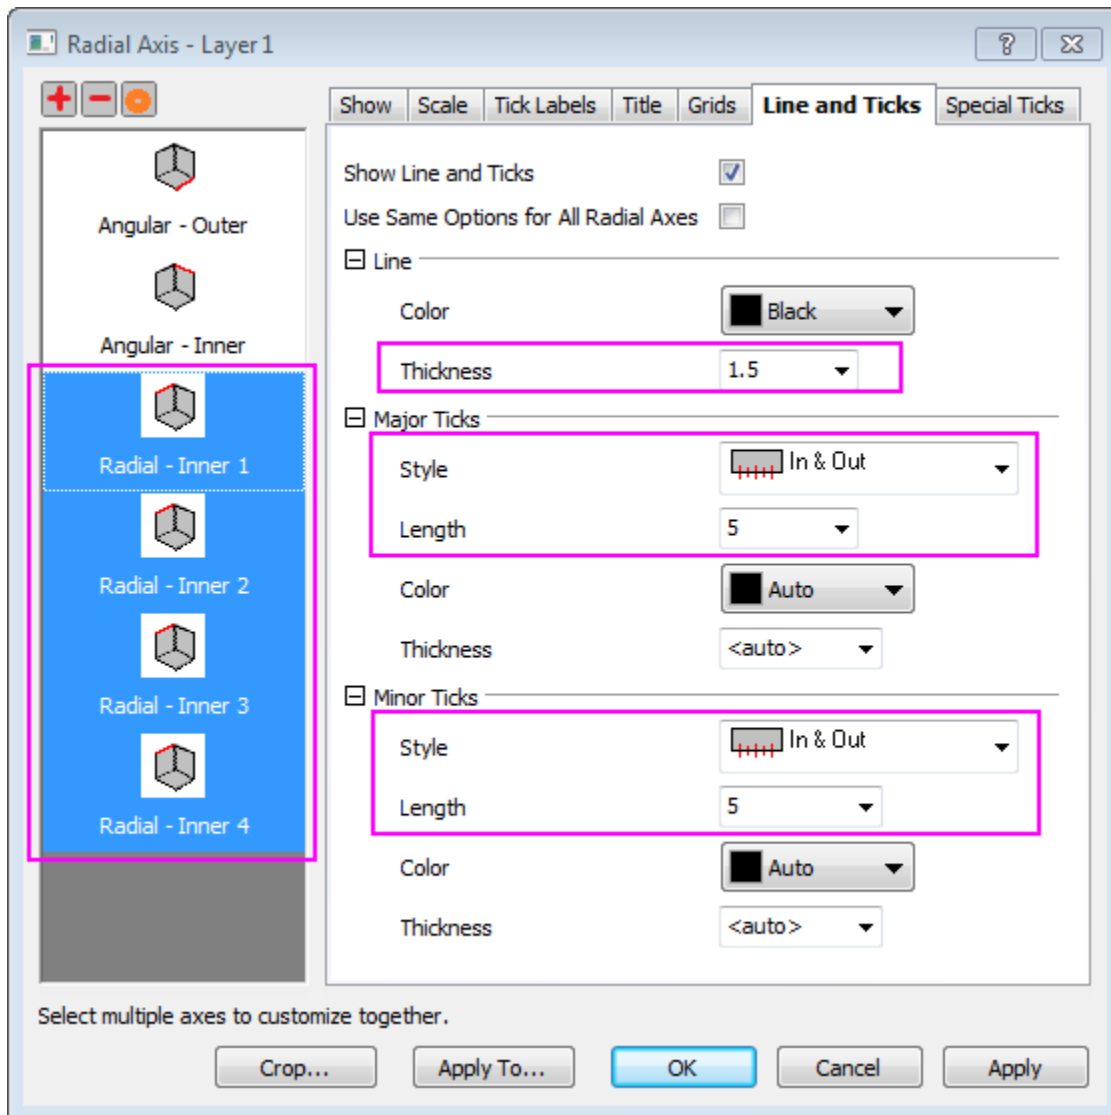 Radial Axis - Layer 1
Show Scale Tick Labels Title Grids Line and Ticks Special Ticks
Angular - Outer
Angular - Inner
Radial - Inner 1
Radial - Inner 2
Radial - Inner 3
Radial - Inner 4
Show Line and Ticks
Use Same Options for All Radial Axes
Line
Color Black
Thickness 1.5
Major Ticks
Style In & Out
Length 5
Color Auto
Thickness <auto>
Minor Ticks
Style In & Out
Length 5
Color Auto
Thickness <auto>
Select multiple axes to customize together.
Crop... Apply To... OK Cancel Apply